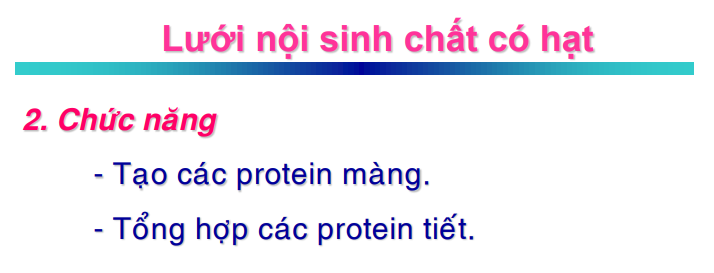 Lưới nội sinh chất có hạt
2. Chức năng
- Tạo các protein màng.
- Tổng hợp các protein tiết.